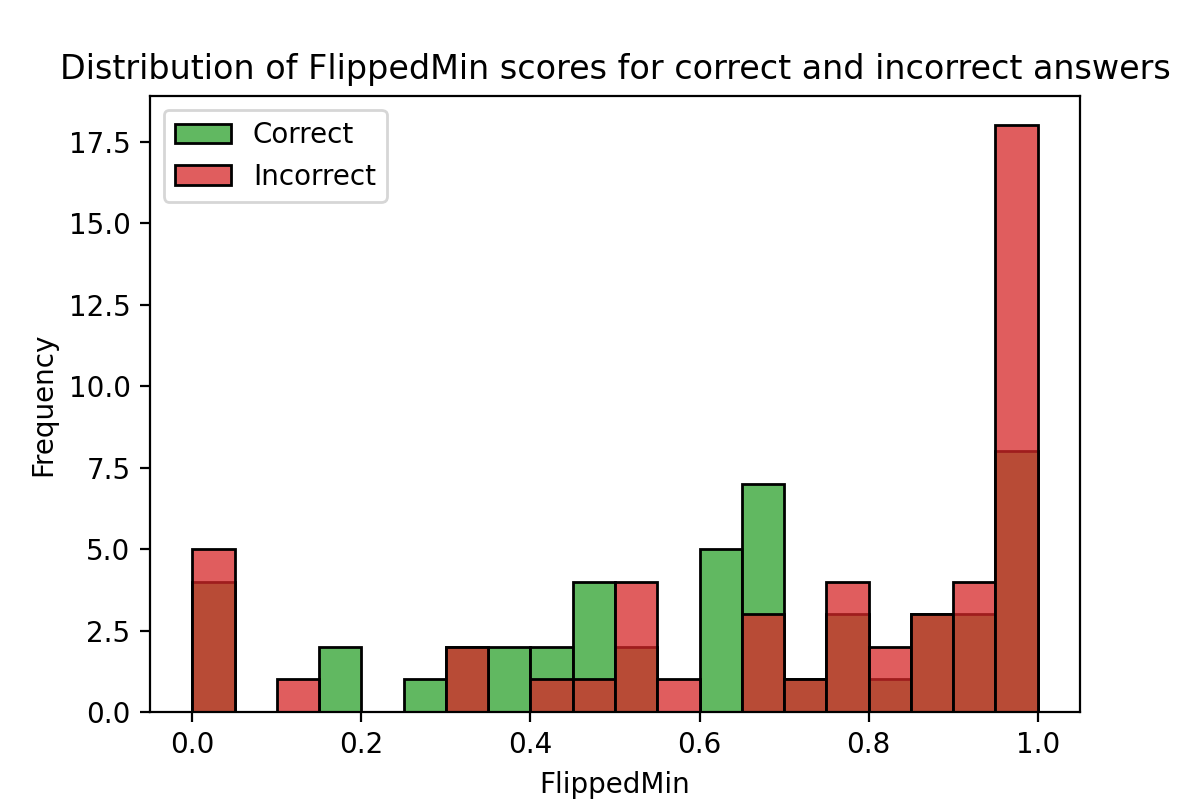 Distribution of FlippedMin scores for correct and incorrect answers
Correct
Incorrect
17.5
15.0
12.5
10.0
7.5
5.0
2.5
0.0
Frequency
0.0 0.2 0.4 0.6 0.8 1.0
FlippedMin